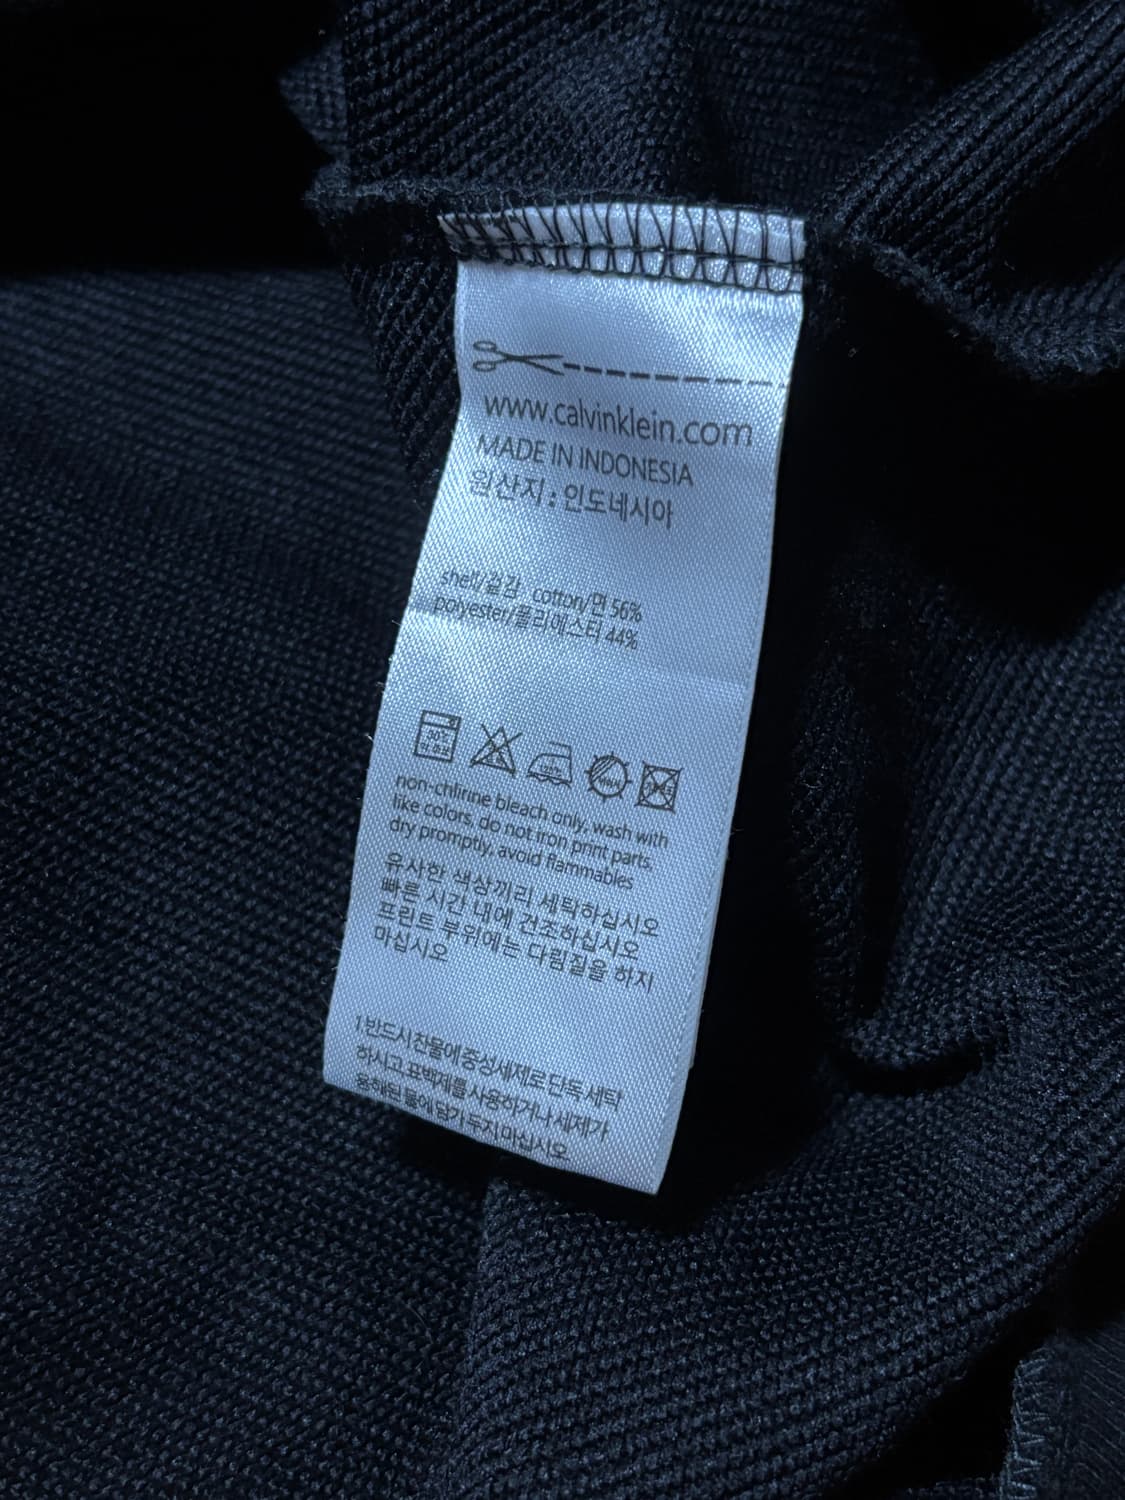 www.calvinklein.com
MADE IN INDONESIA
원산지 : 인도네시아
shell/겉감 cotton/면 56%
polyester/폴리에스터 44%
non-chlirine bleach only, wash with
like colors, do not iron print parts,
dry promptly, avoid flammables
유사한 색상끼리 세탁하십시오
빠른 시간 내에 건조하십시오
프린트 부위에는 다림질을 하지
마십시오
1.반드시 찬물에 중성세제로 단독 세탁
하시고 표백제를 사용하거나 세제가
용해된 물에 담가 두지 마십시오